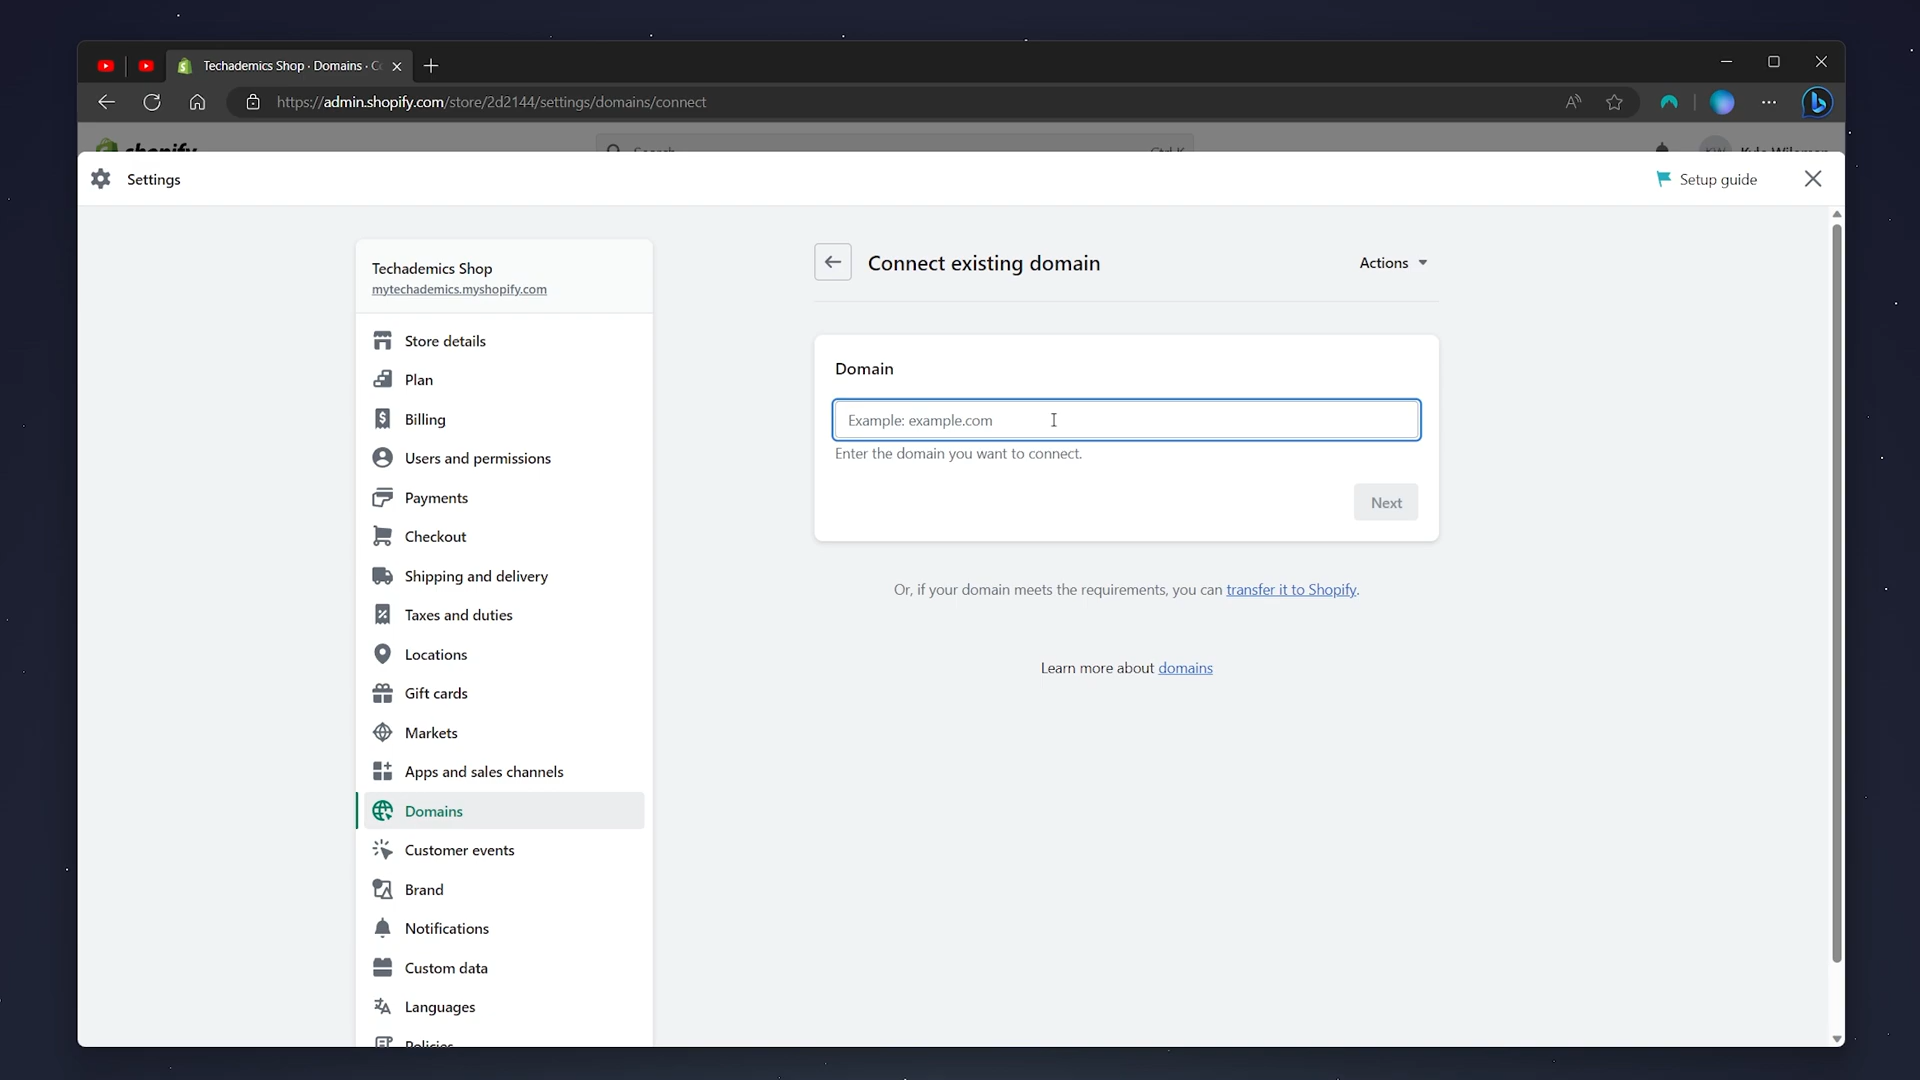 Techademics Shop · Domains · C
https://admin.shopify.com/store/2d2144/settings/domains/connect
shopify
Search
Ctrl K
Settings
Setup guide
Techademics Shop
mytechademics.myshopify.com
Store details
Plan
Billing
Users and permissions
Payments
Checkout
Shipping and delivery
Taxes and duties
Locations
Gift cards
Markets
Apps and sales channels
Domains
Customer events
Brand
Notifications
Custom data
Languages
Policies
Connect existing domain
Actions
Domain
Example: example.com
Enter the domain you want to connect.
Next
Or, if your domain meets the requirements, you can transfer it to Shopify.
Learn more about domains